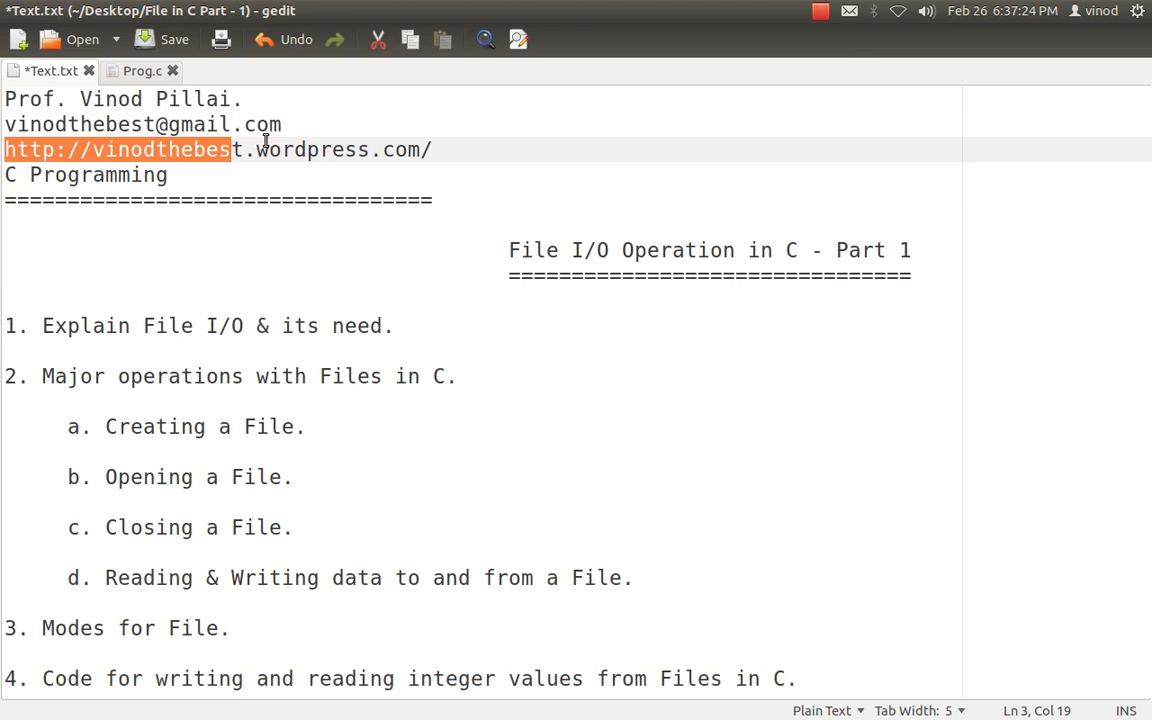 *Text.txt (~/Desktop/File in C Part - 1) - gedit
Feb 26 6:37:24 PM vinod
Open Save Undo
*Text.txt Prog.c
Prof. Vinod Pillai.
vinodthebest@gmail.com
http://vinodthebest.wordpress.com/
C Programming
==================================
File I/O Operation in C - Part 1
================================
1. Explain File I/O & its need.
2. Major operations with Files in C.
a. Creating a File.
b. Opening a File.
c. Closing a File.
d. Reading & Writing data to and from a File.
3. Modes for File.
4. Code for writing and reading integer values from Files in C.
Plain Text Tab Width: 5 Ln 3, Col 19 INS